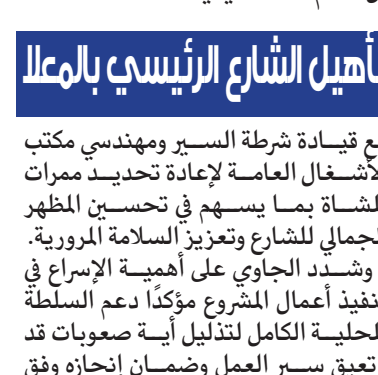 تأهيل الشارع الرئيسي بالمعلا
مع قيادة شرطة السير ومهندسي مكتب
الأشغال العامة لإعادة تحديد ممرات
المشاة بما يسهم في تحسين المظهر
الجمالي للشارع وتعزيز السلامة المرورية.
وشدد الجاوي على أهمية الإسراع في
تنفيذ أعمال المشروع مؤكدًا دعم السلطة
المحلية الكامل لتذليل أية صعوبات قد
تعيق سير العمل وضمان إنجازه وفق